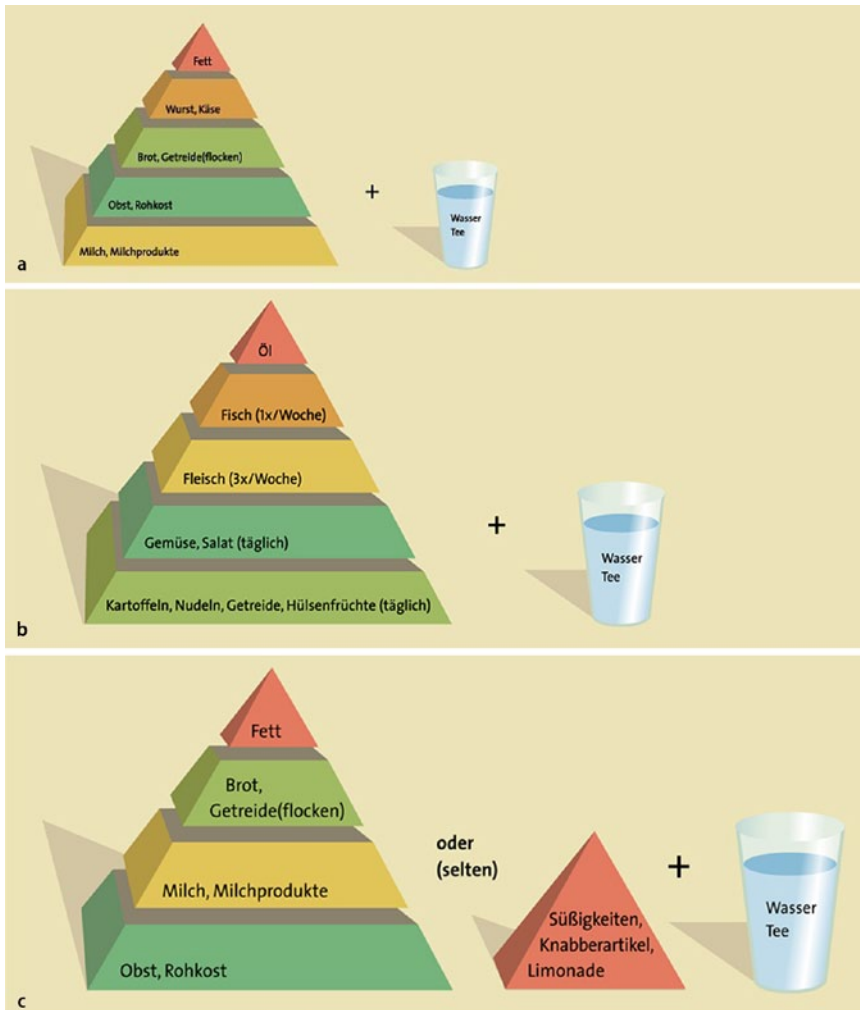 Fett
Wurst, Käse
Brot, Getreide(flocken)
Obst, Rohkost
Milch, Milchprodukte
+
Wasser
Tee
a
Öl
Fisch (1x/Woche)
Fleisch (3x/Woche)
Gemüse, Salat (täglich)
Kartoffeln, Nudeln, Getreide, Hülsenfrüchte (täglich)
+
Wasser
Tee
b
Fett
Brot,
Getreide(flocken)
Milch, Milchprodukte
Obst, Rohkost
oder
(selten)
Süßigkeiten,
Knabberartikel,
Limonade
+
Wasser
Tee
c